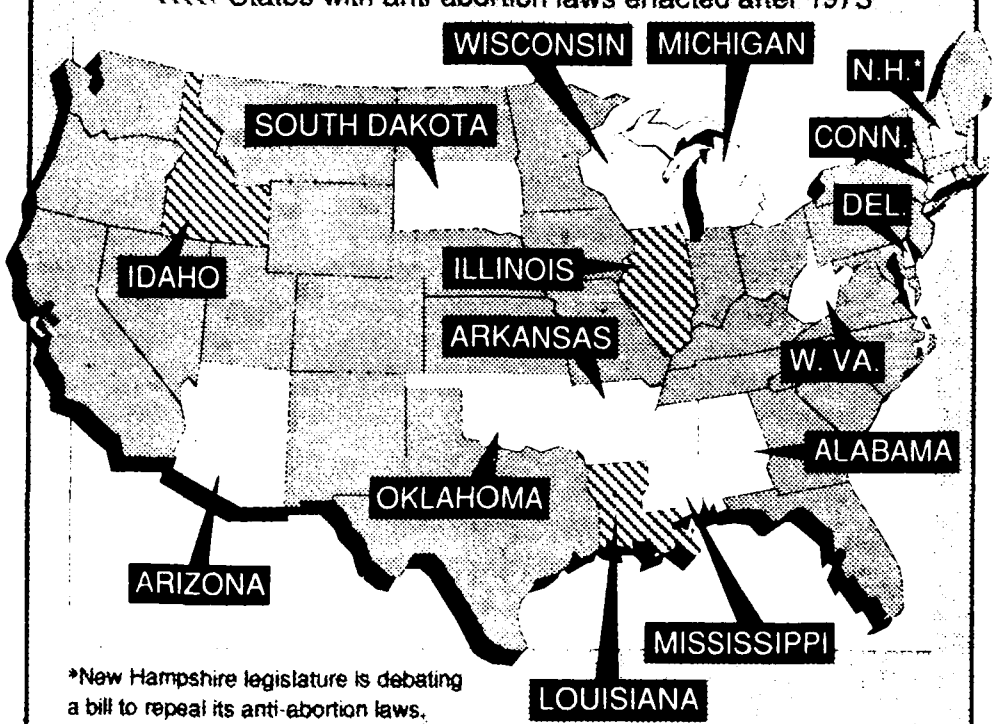 States with anti-abortion laws enacted after 1973
WISCONSIN MICHIGAN
N.H.*
SOUTH DAKOTA
CONN.
DEL.
IDAHO
ILLINOIS
ARKANSAS
W. VA.
ALABAMA
OKLAHOMA
ARIZONA
MISSISSIPPI
LOUISIANA
*New Hampshire legislature is debating
a bill to repeal its anti-abortion laws.